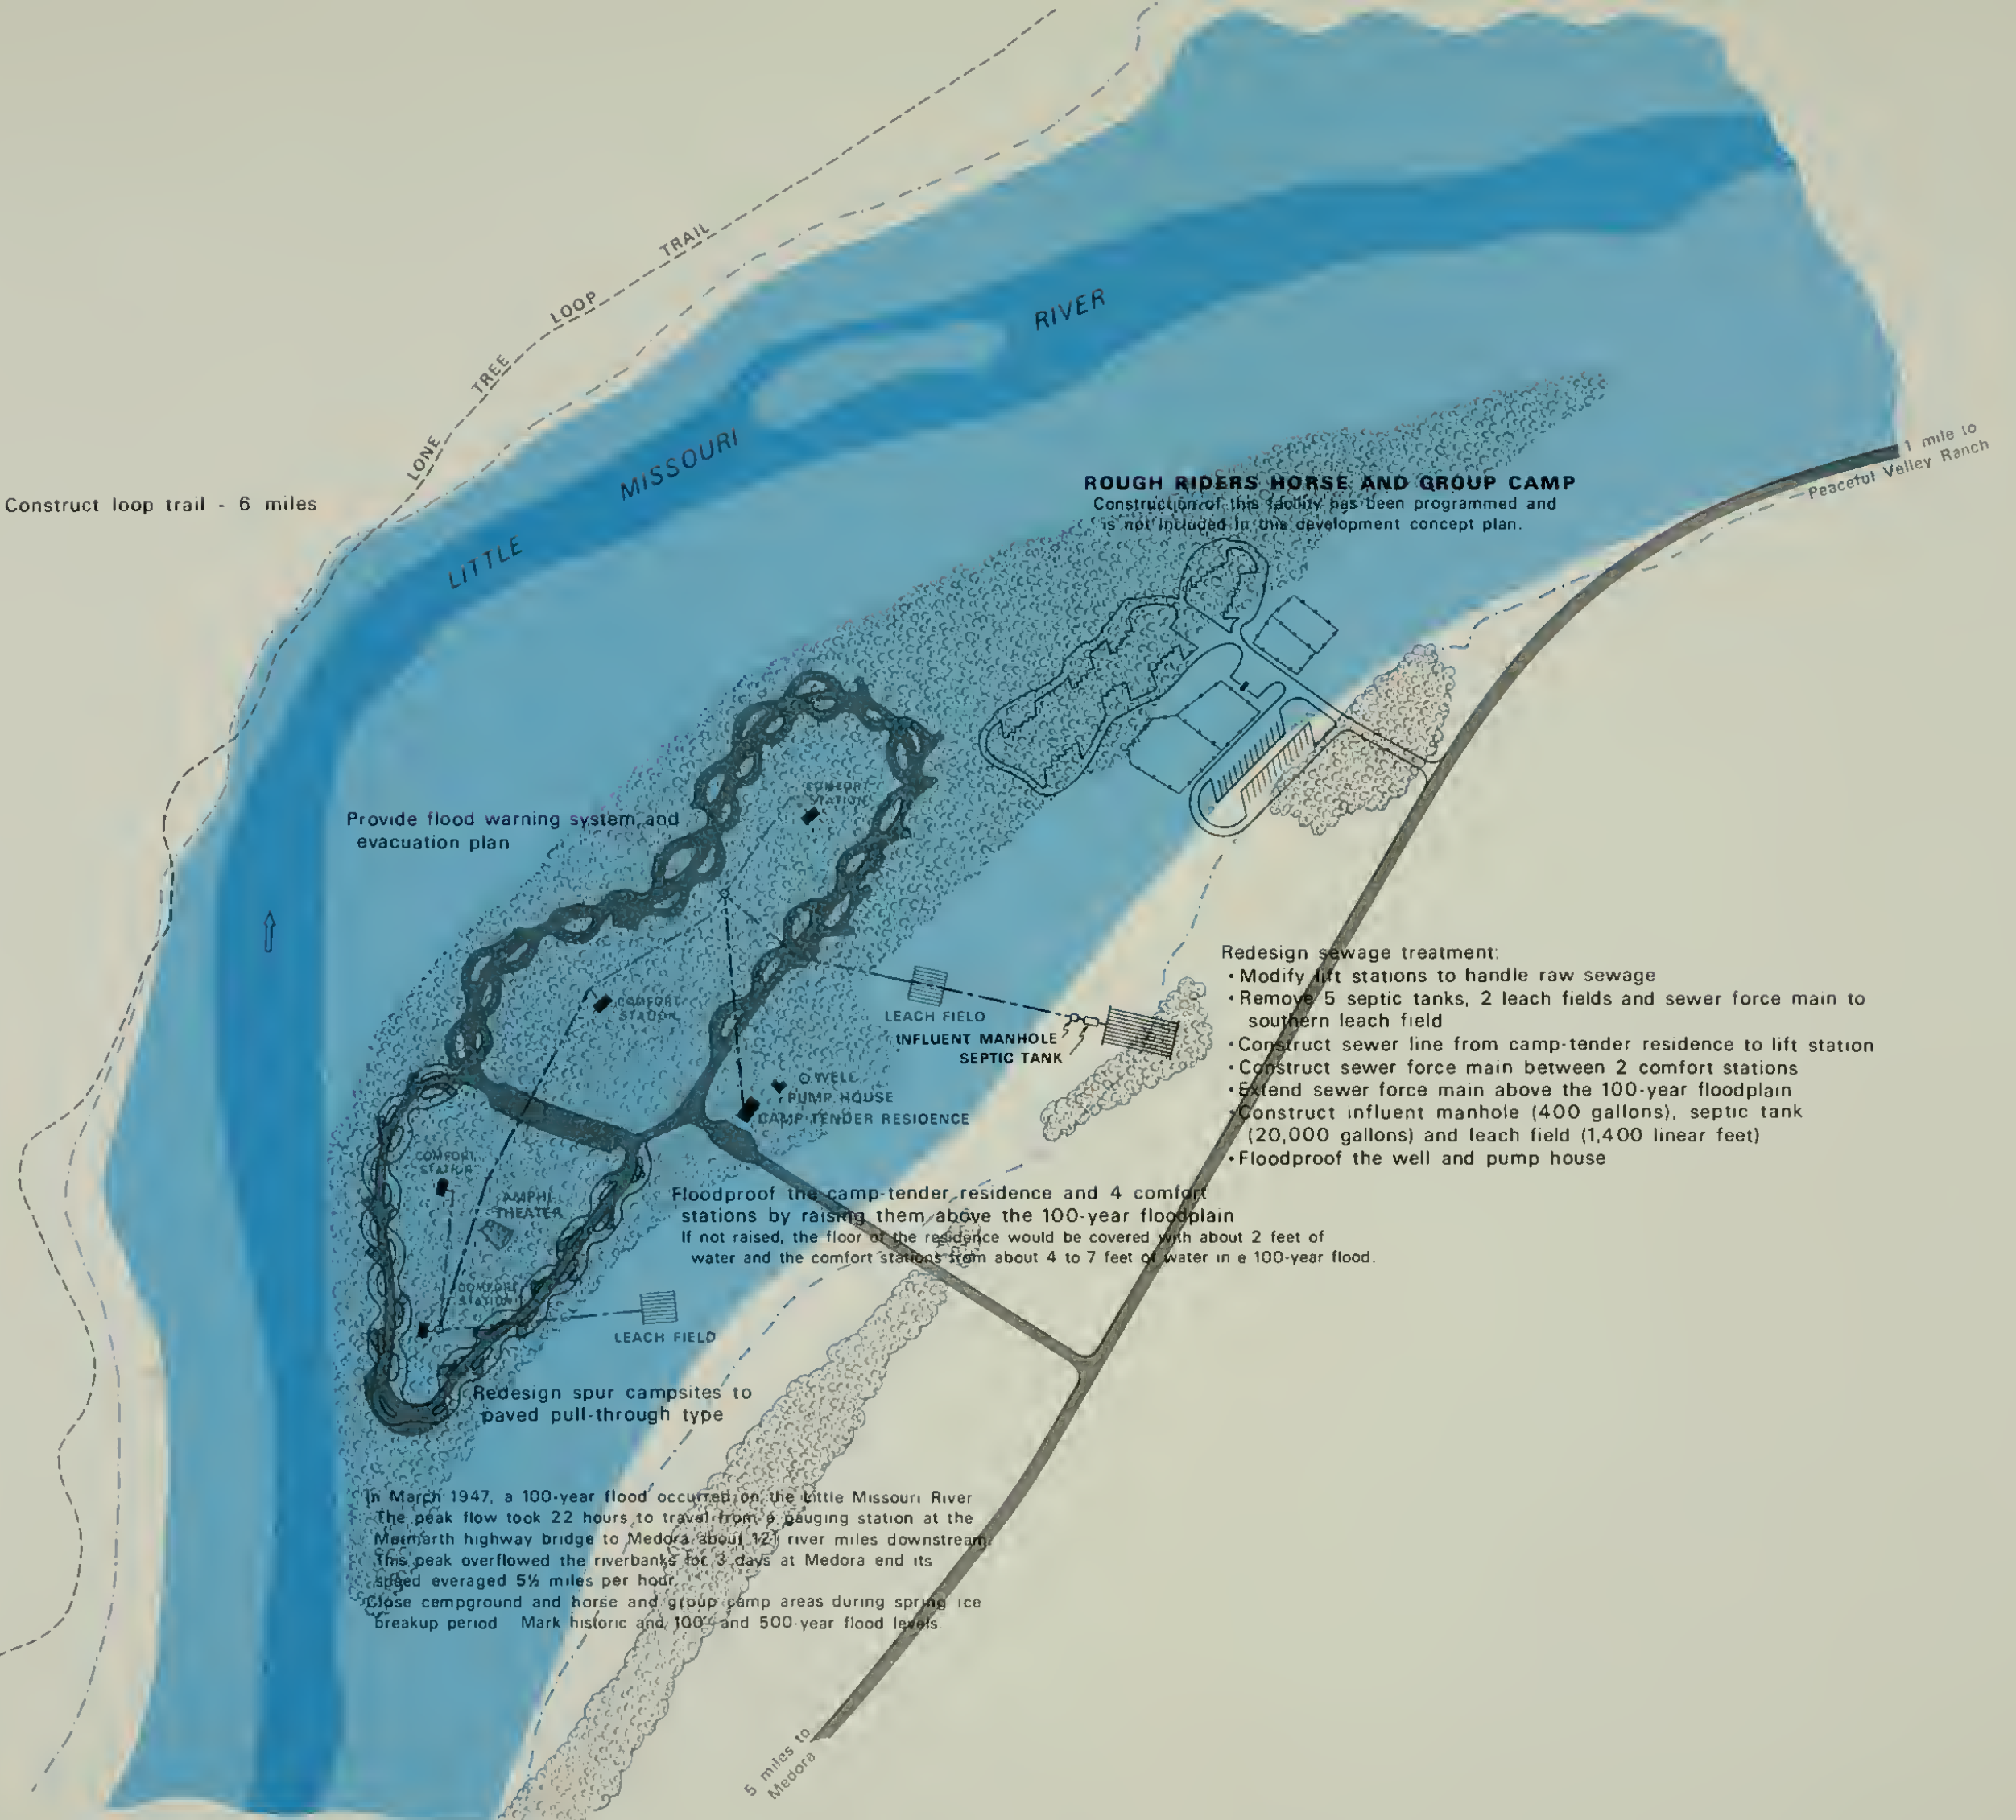 LONE TREE LOOP TRAIL
Construct loop trail - 6 miles
LITTLE MISSOURI RIVER
ROUGH RIDERS HORSE AND GROUP CAMP
Construction of this facility has been programmed and
is not included in this development concept plan.
1 mile to
Peaceful Valley Ranch
Provide flood warning system and
evacuation plan
COMFORT
STATION
COMFORT
STATION
LEACH FIELD
INFLUENT MANHOLE
SEPTIC TANK
WELL
PUMP HOUSE
CAMP-TENDER RESIDENCE
Redesign sewage treatment:
• Modify lift stations to handle raw sewage
• Remove 5 septic tanks, 2 leach fields and sewer force main to
southern leach field
• Construct sewer line from camp-tender residence to lift station
• Construct sewer force main between 2 comfort stations
• Extend sewer force main above the 100-year floodplain
• Construct influent manhole (400 gallons), septic tank
(20,000 gallons) and leach field (1,400 linear feet)
• Floodproof the well and pump house
COMFORT
STATION
AMPHI
THEATER
Floodproof the camp-tender residence and 4 comfort
stations by raising them above the 100-year floodplain
If not raised, the floor of the residence would be covered with about 2 feet of
water and the comfort stations from about 4 to 7 feet of water in a 100-year flood.
COMFORT
STATION
LEACH FIELD
Redesign spur campsites to
paved pull-through type
In March 1947, a 100-year flood occurred on the Little Missouri River
The peak flow took 22 hours to travel from a gauging station at the
Marmarth highway bridge to Medora about 121 river miles downstream.
This peak overflowed the riverbanks for 3 days at Medora and its
speed averaged 5½ miles per hour
Close campground and horse and group camp areas during spring ice
breakup period Mark historic and 100- and 500-year flood levels.
5 miles to
Medora